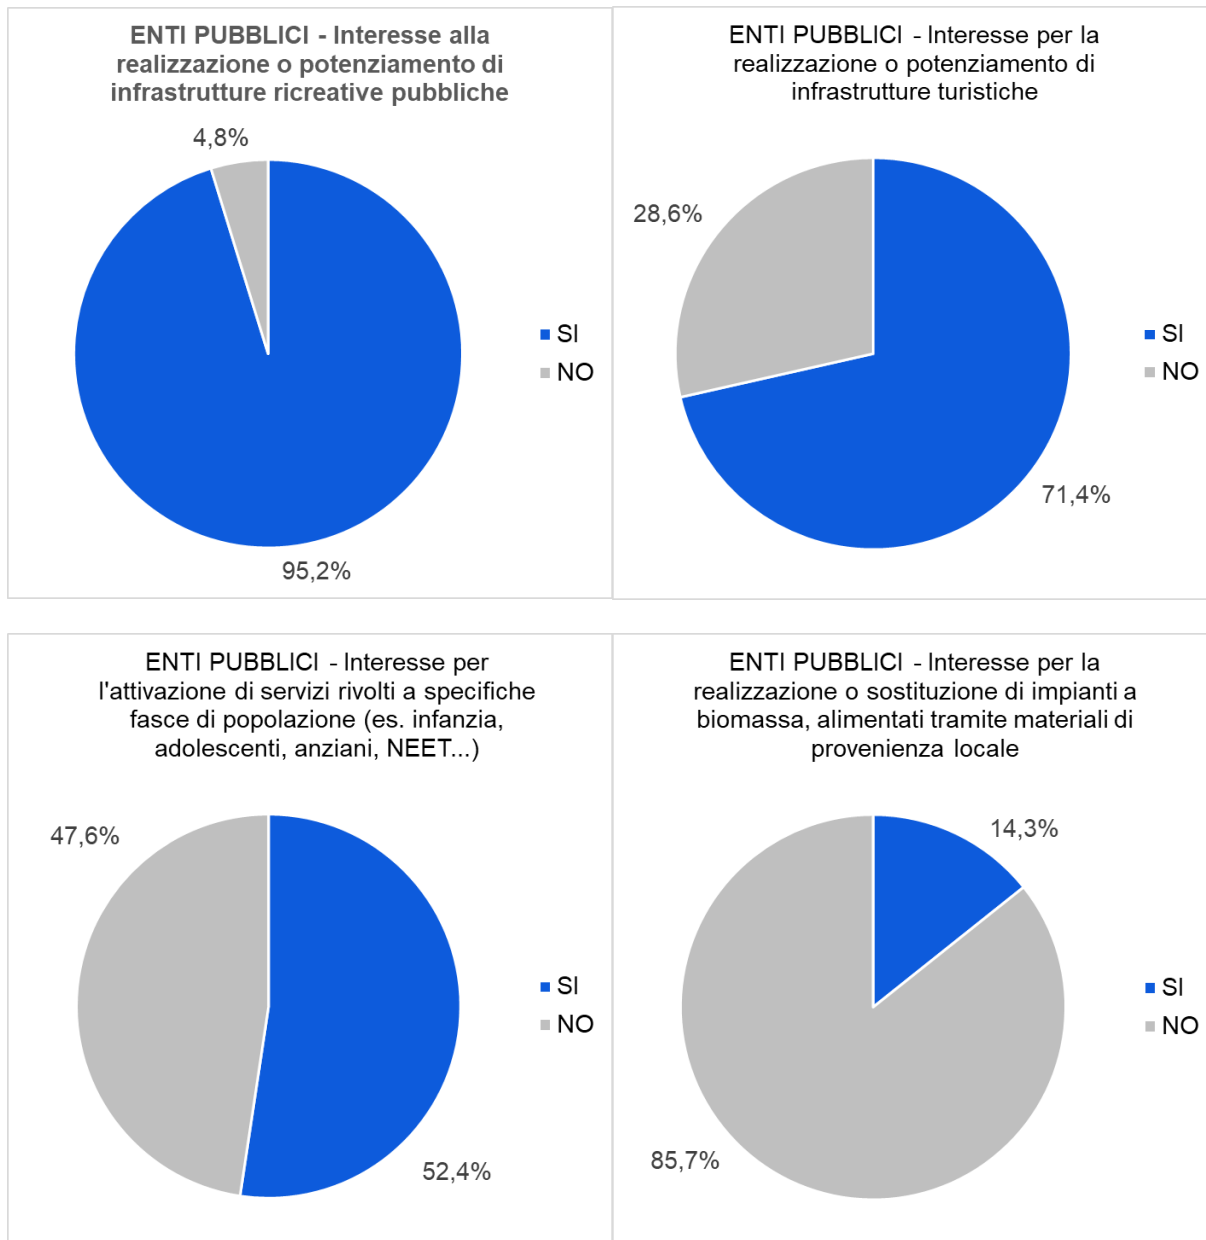 ENTI PUBBLICI - Interesse alla
realizzazione o potenziamento di
infrastrutture ricreative pubbliche
4,8%
SI
NO
95,2%
ENTI PUBBLICI - Interesse per la
realizzazione o potenziamento di
infrastrutture turistiche
28,6%
SI
NO
71,4%
ENTI PUBBLICI - Interesse per
l'attivazione di servizi rivolti a specifiche
fasce di popolazione (es. infanzia,
adolescenti, anziani, NEET...)
47,6%
SI
NO
52,4%
ENTI PUBBLICI - Interesse per la
realizzazione o sostituzione di impianti a
biomassa, alimentati tramite materiali di
provenienza locale
14,3%
SI
NO
85,7%